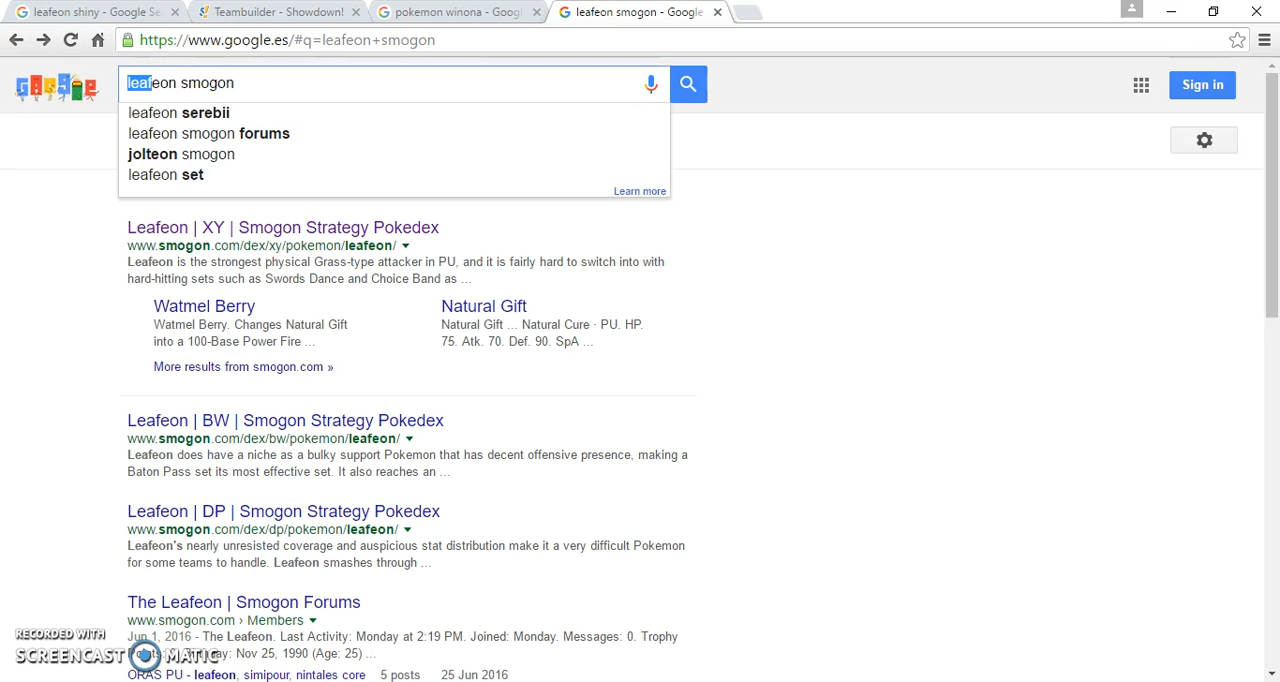 leafeon shiny - Google Se
Teambuilder - Showdown!
pokemon winona - Googl
leafeon smogon - Google
https://www.google.es/#q=leafeon+smogon
leafeon smogon
Sign in
leafeon serebii
leafeon smogon forums
jolteon smogon
leafeon set
Learn more
Leafeon | XY | Smogon Strategy Pokedex
www.smogon.com/dex/xy/pokemon/leafeon/
Leafeon is the strongest physical Grass-type attacker in PU, and it is fairly hard to switch into with
hard-hitting sets such as Swords Dance and Choice Band as ...
Watmel Berry
Watmel Berry. Changes Natural Gift
into a 100-Base Power Fire ...
Natural Gift
Natural Gift ... Natural Cure · PU. HP.
75. Atk. 70. Def. 90. SpA ...
More results from smogon.com »
Leafeon | BW | Smogon Strategy Pokedex
www.smogon.com/dex/bw/pokemon/leafeon/
Leafeon does have a niche as a bulky support Pokemon that has decent offensive presence, making a
Baton Pass set its most effective set. It also reaches an ...
Leafeon | DP | Smogon Strategy Pokedex
www.smogon.com/dex/dp/pokemon/leafeon/
Leafeon's nearly unresisted coverage and auspicious stat distribution make it a very difficult Pokemon
for some teams to handle. Leafeon smashes through ...
The Leafeon | Smogon Forums
www.smogon.com › Members
Jun 1, 2016 - The Leafeon. Last Activity: Monday at 2:19 PM. Joined: Monday. Messages: 0. Trophy
Nov 25, 1990 (Age: 25) ...
ORAS PU - leafeon, simipour, nintales core 5 posts 25 Jun 2016
RECORDED WITH
SCREENCAST MATIC